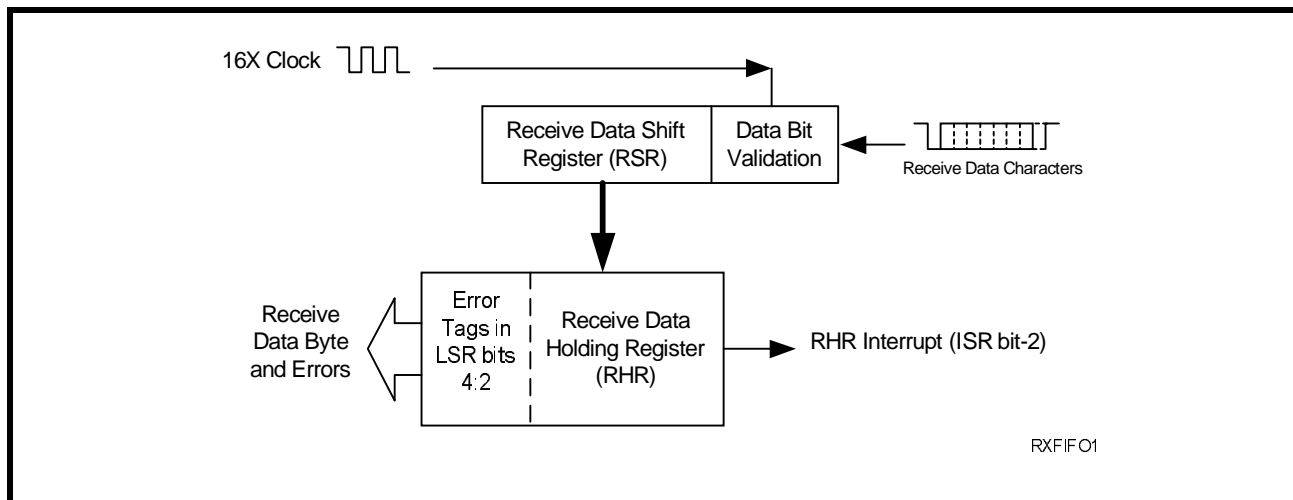 16X Clock
Receive Data Shift
Register (RSR)
Data Bit
Validation
Receive Data Characters
Receive
Data Byte
and Errors
Error
Tags in
LSR bits
4:2
Receive Data
Holding Register
(RHR)
RHR Interrupt (ISR bit-2)
RXFIFO1